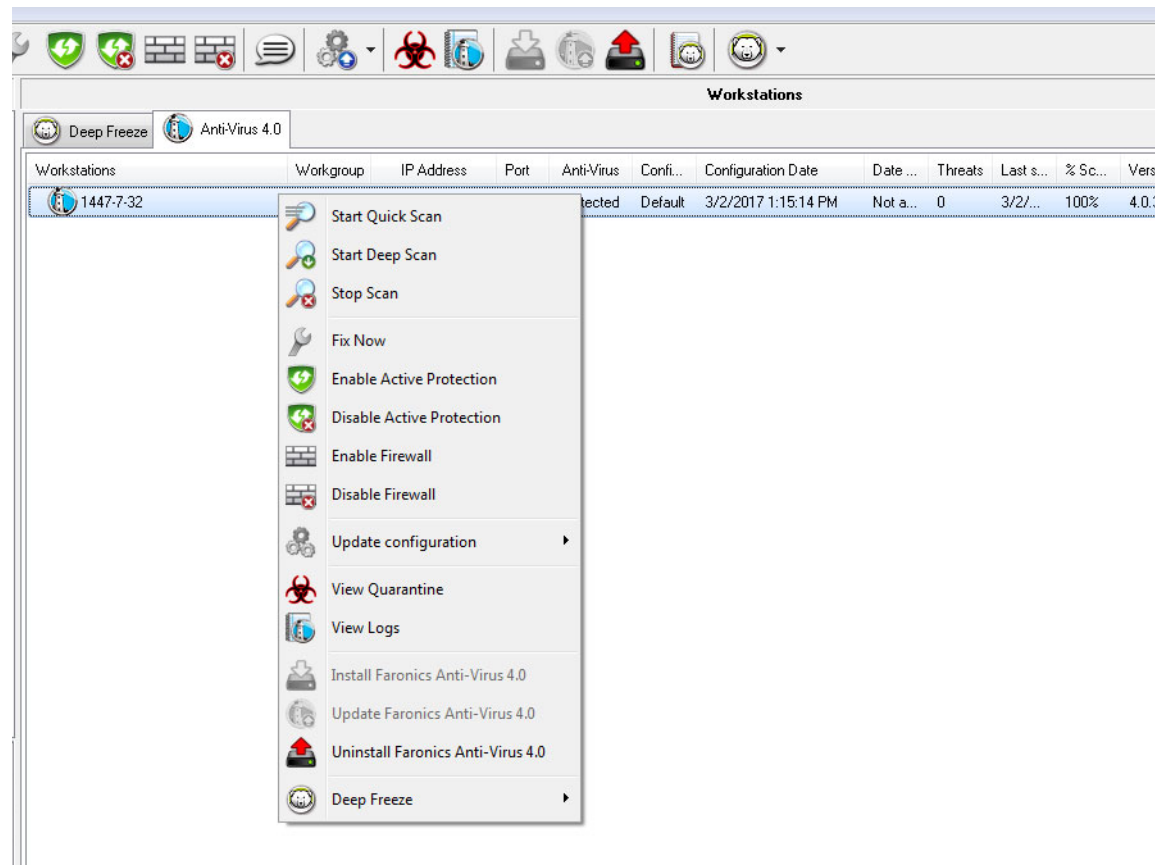 Workstations
Deep Freeze Anti-Virus 4.0
Workstations Workgroup IP Address Port Anti-Virus Confi... Configuration Date Date ... Threats Last s... % Sc... Vers
1447-7-32 tected Default 3/2/2017 1:15:14 PM Not a... 0 3/2/... 100% 4.0.3
Start Quick Scan
Start Deep Scan
Stop Scan
Fix Now
Enable Active Protection
Disable Active Protection
Enable Firewall
Disable Firewall
Update configuration
View Quarantine
View Logs
Install Faronics Anti-Virus 4.0
Update Faronics Anti-Virus 4.0
Uninstall Faronics Anti-Virus 4.0
Deep Freeze